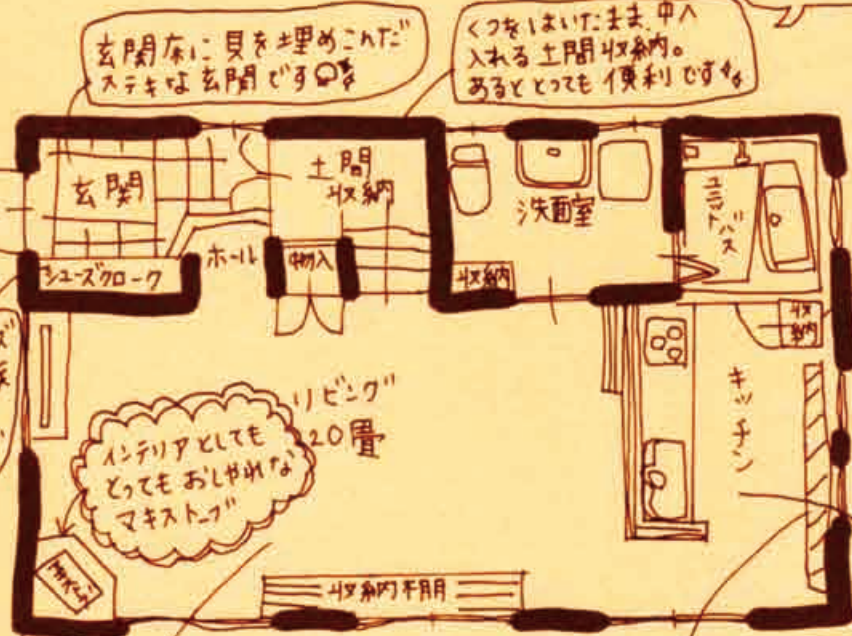 玄関床に貝を埋めこんだ
ステキな玄関です
くつをはいたまま中へ
入れる土間収納。
あるととっても便利です
玄関
土間
収納
洗面室
ユニットバス
シューズクローク
ホール
物入
収納
収納
キッチン
リビング
20畳
インテリアとしても
とってもおしゃれな
マキストーブ
収納本棚